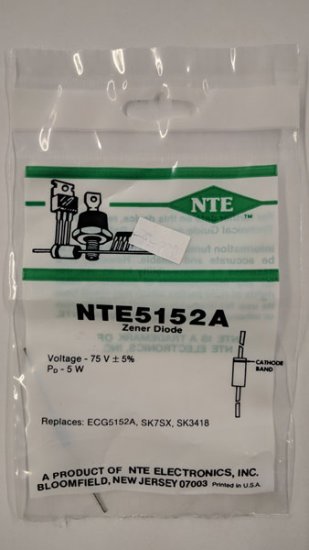 NTE
TM
NTE5152A
Zener Diode
Voltage - 75 V ± 5%
PD - 5 W
CATHODE
BAND
Replaces: ECG5152A, SK7SX, SK3418
A PRODUCT OF NTE ELECTRONICS, INC.
BLOOMFIELD, NEW JERSEY 07003 Printed in U.S.A.